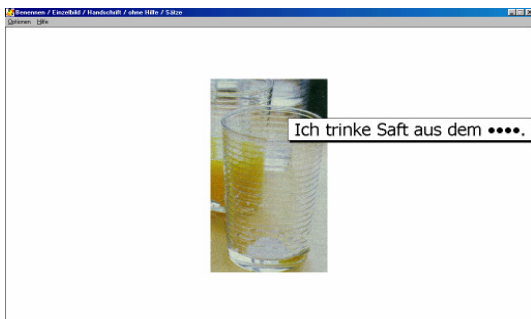 Benennen / Einzelbild / Handschrift / ohne Hilfe / Sätze
Optionen Hilfe
Ich trinke Saft aus dem ●●●●.